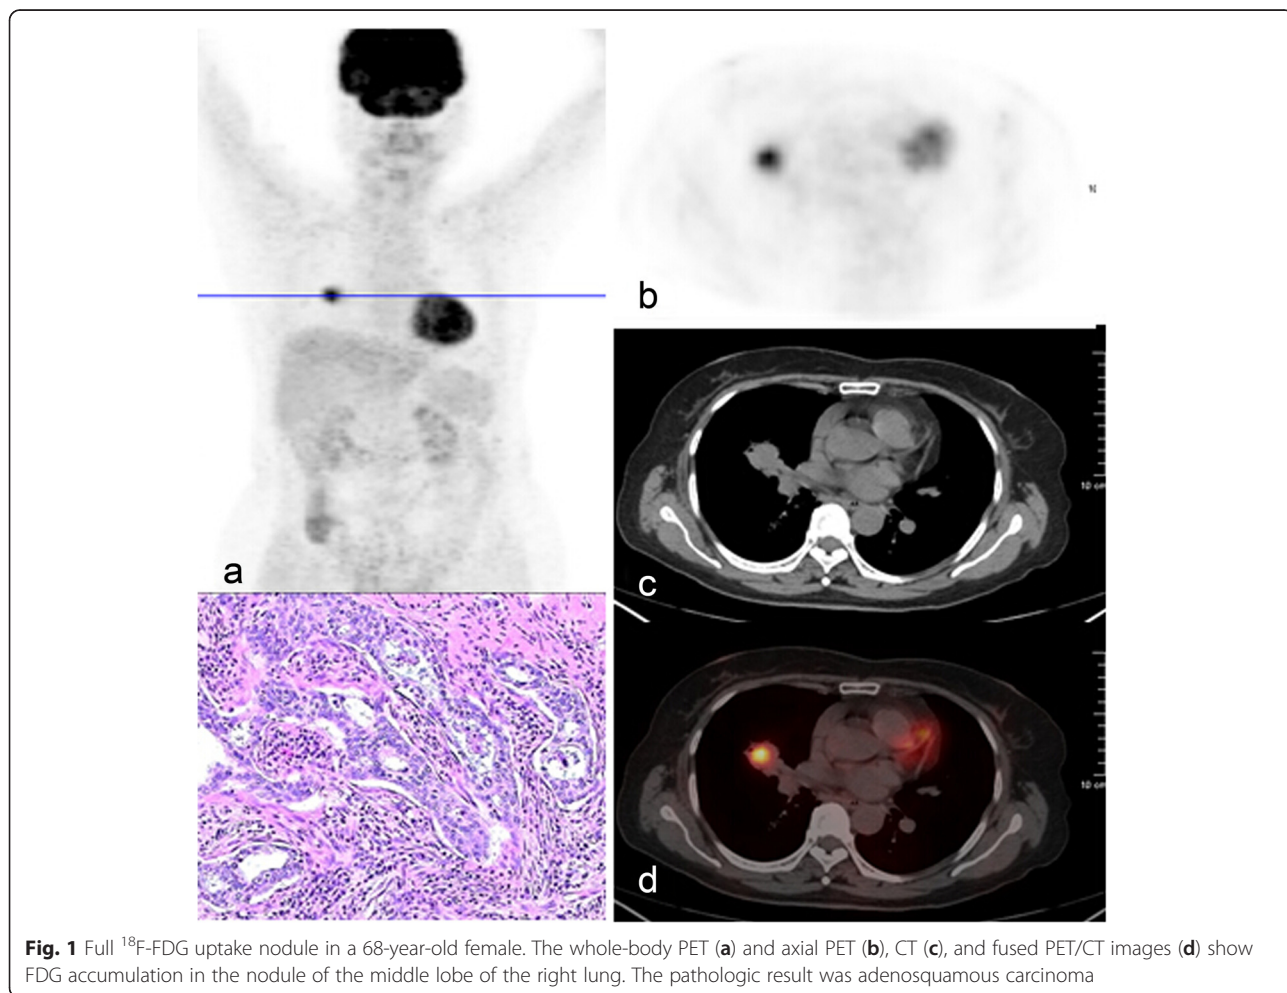 a
b
c
10 cm
d
10 cm
Fig. 1 Full ¹⁸F-FDG uptake nodule in a 68-year-old female. The whole-body PET (a) and axial PET (b), CT (c), and fused PET/CT images (d) show
FDG accumulation in the nodule of the middle lobe of the right lung. The pathologic result was adenosquamous carcinoma